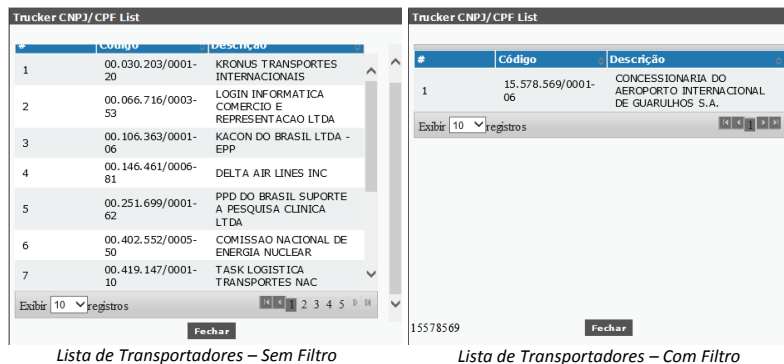 Trucker CNPJ/CPF List
# Código Descrição
1 00.030.203/0001-20 KRONUS TRANSPORTES INTERNACIONAIS
2 00.066.716/0003-53 LOGIN INFORMATICA COMERCIO E REPRESENTACAO LTDA
3 00.106.363/0001-06 KACON DO BRASIL LTDA - EPP
4 00.146.461/0006-81 DELTA AIR LINES INC
5 00.251.699/0001-62 PPD DO BRASIL SUPORTE A PESQUISA CLINICA LTDA
6 00.402.552/0005-50 COMISSAO NACIONAL DE ENERGIA NUCLEAR
7 00.419.147/0001-10 TASK LOGISTICA TRANSPORTES NAC
Exibir 10 registros 1 2 3 4 5
Fechar
Lista de Transportadores – Sem Filtro
Trucker CNPJ/CPF List
# Código Descrição
1 15.578.569/0001-06 CONCESSIONARIA DO AEROPORTO INTERNACIONAL DE GUARULHOS S.A.
Exibir 10 registros 1
15578569 Fechar
Lista de Transportadores – Com Filtro